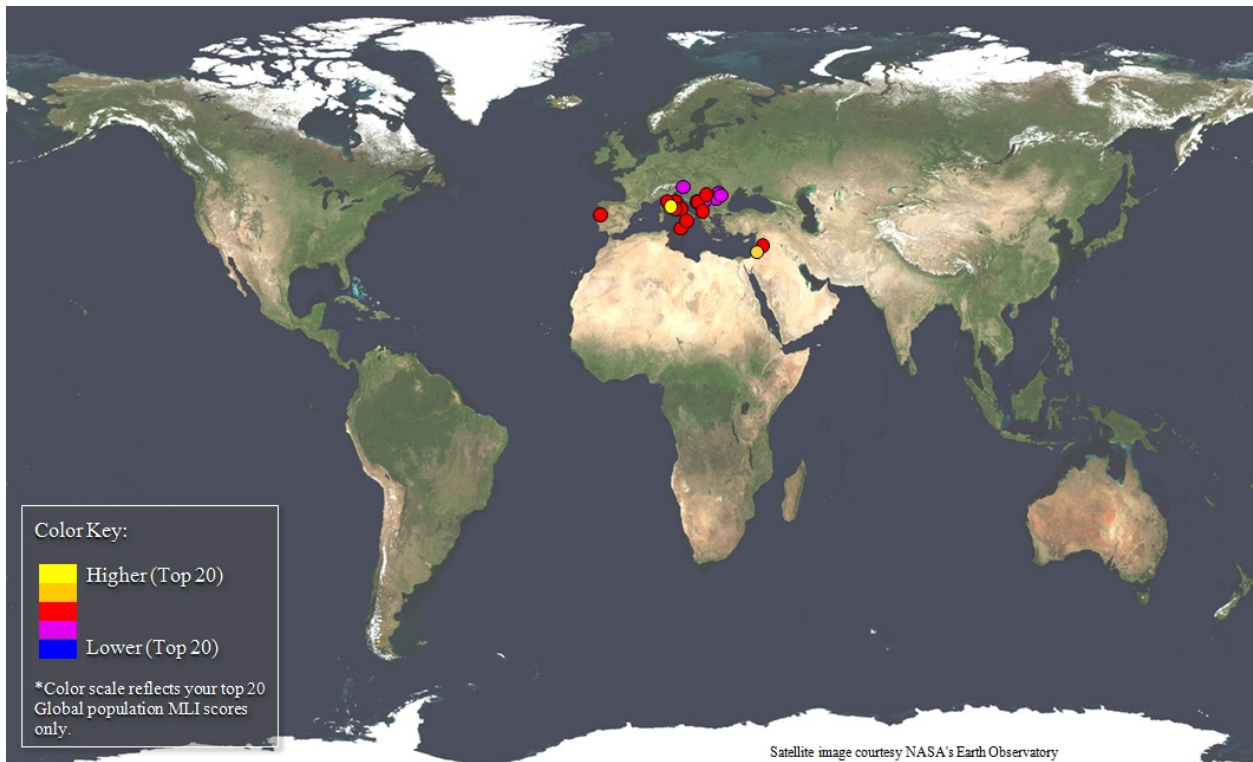 Color Key:
Higher (Top 20)
Lower (Top 20)
*Color scale reflects your top 20
Global population MLI scores
only.
Satellite image courtesy NASA's Earth Observatory